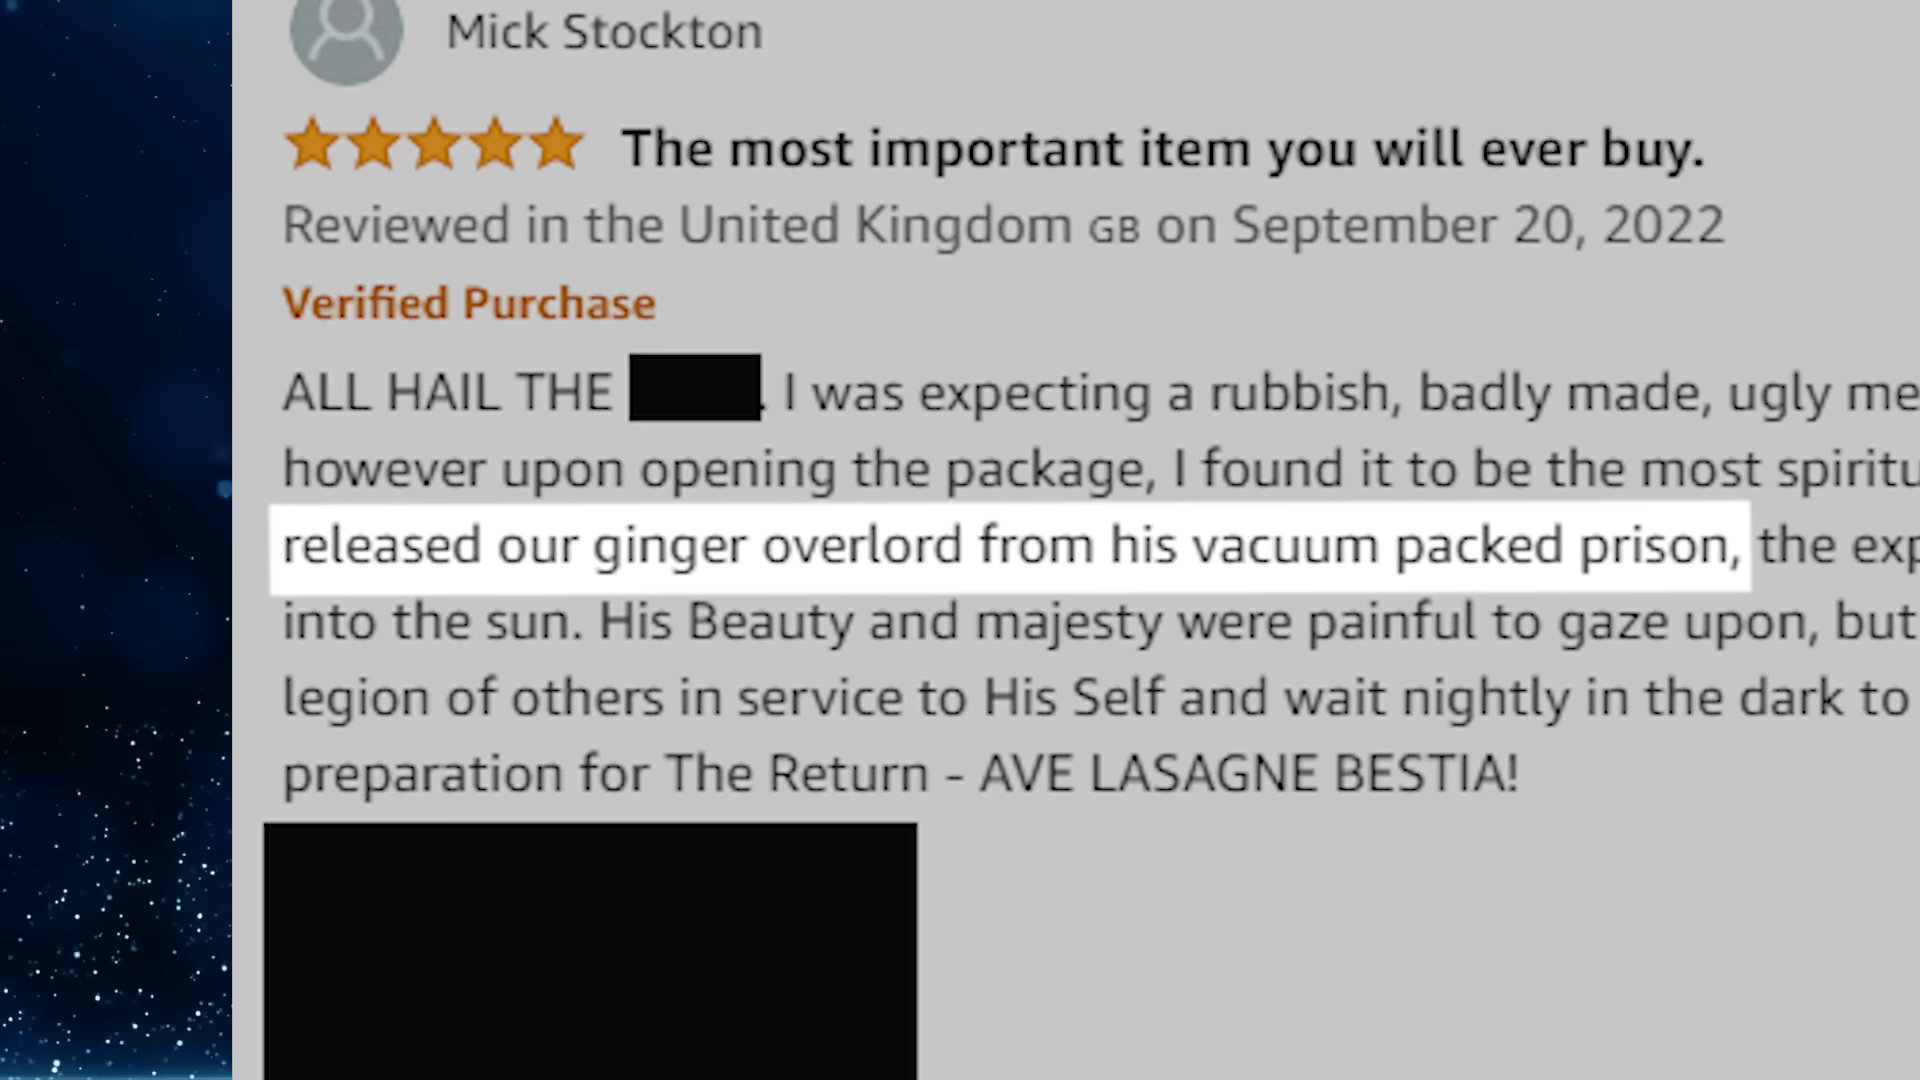 Mick Stockton
The most important item you will ever buy.
Reviewed in the United Kingdom GB on September 20, 2022
Verified Purchase
ALL HAIL THE . I was expecting a rubbish, badly made, ugly me
however upon opening the package, I found it to be the most spiritu
released our ginger overlord from his vacuum packed prison, the exp
into the sun. His Beauty and majesty were painful to gaze upon, but
legion of others in service to His Self and wait nightly in the dark to
preparation for The Return - AVE LASAGNE BESTIA!